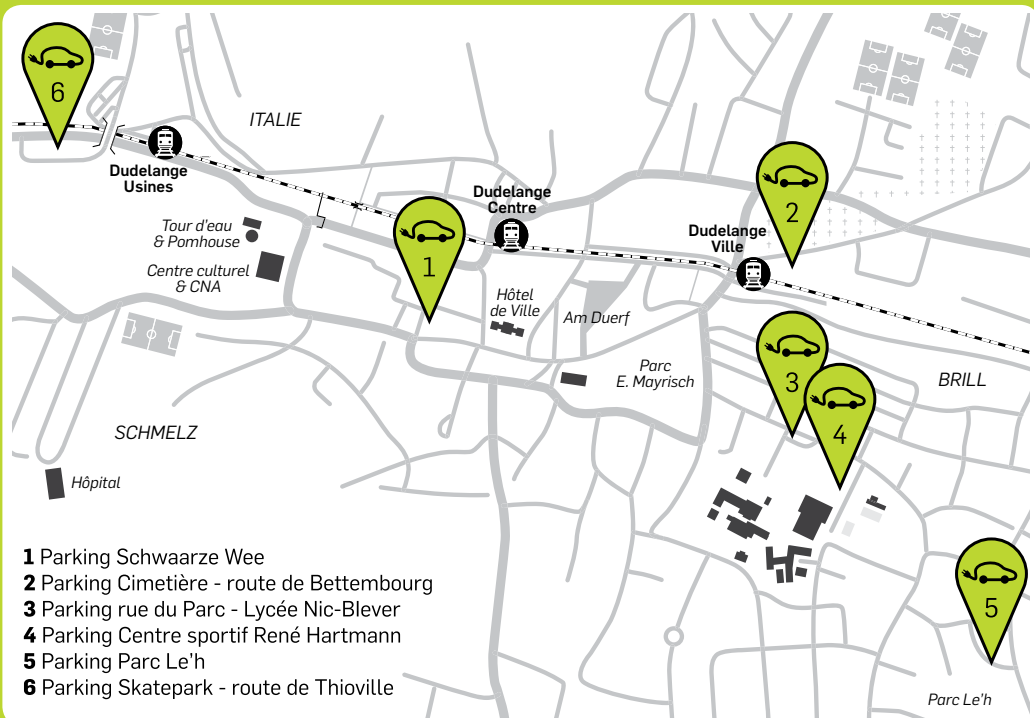 6
ITALIE
Dudelange
Usines
Dudelange
Centre
2
Tour d'eau
& Pomhouse
Dudelange
Ville
1
Centre culturel
& CNA
Hôtel
de Ville
Am Duerf
Parc
E. Mayrisch
3
BRILL
4
SCHMELZ
Hôpital
1 Parking Schwaarze Wee
2 Parking Cimetière - route de Bettembourg
3 Parking rue du Parc - Lycée Nic-Blever
4 Parking Centre sportif René Hartmann
5 Parking Parc Le'h
6 Parking Skatepark - route de Thioville
5
Parc Le'h